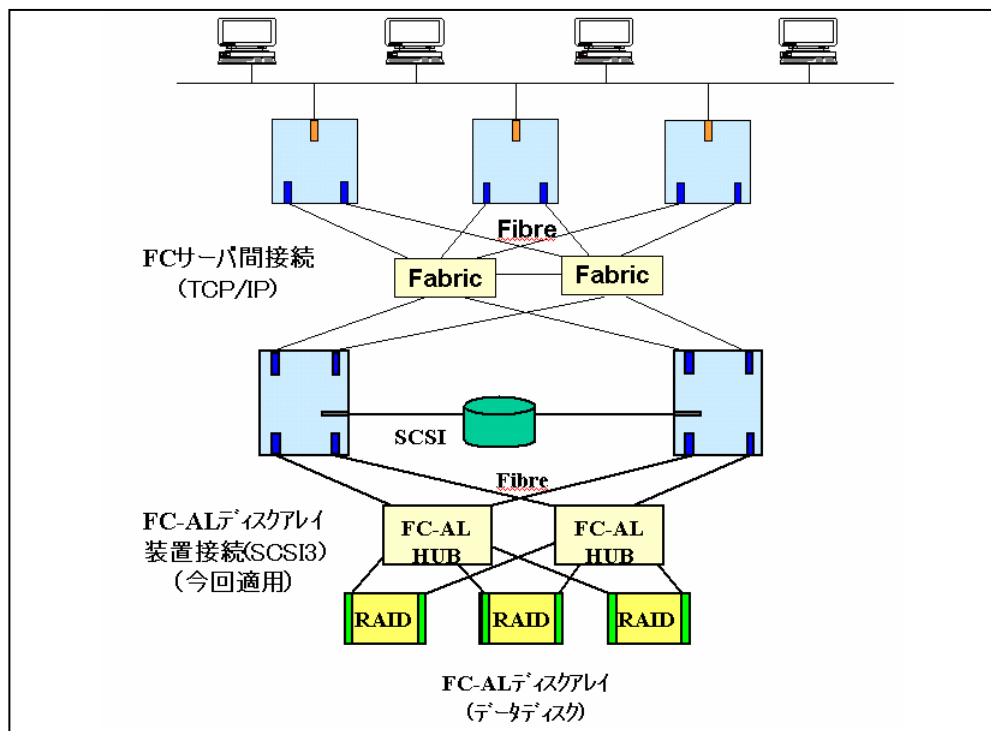 Fibre
FCサーバ間接続
(TCP/IP)
Fabric
Fabric
SCSI
Fibre
FC-ALディスクアレイ
装置接続(SCSI3)
(今回適用)
FC-AL
HUB
FC-AL
HUB
RAID
RAID
RAID
FC-ALディスクアレイ
(データディスク)